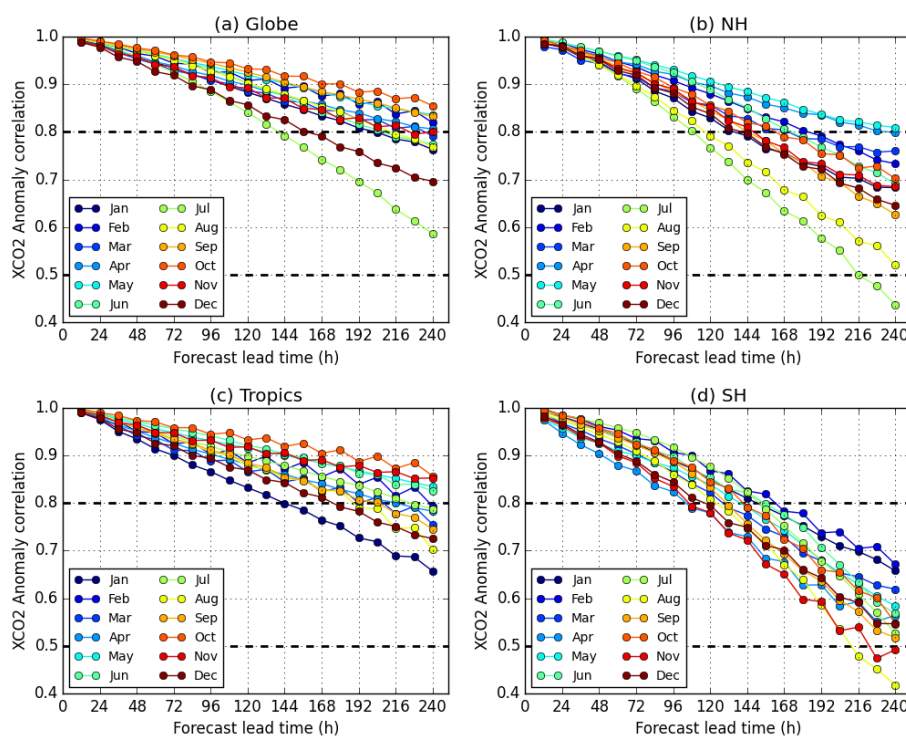 (a) Globe
XCO2 Anomaly correlation
1.0
0.9
0.8
0.7
0.6
0.5
0.4
Jan
Feb
Mar
Apr
May
Jun
Jul
Aug
Sep
Oct
Nov
Dec
0 24 48 72 96 120 144 168 192 216 240
Forecast lead time (h)
(b) NH
XCO2 Anomaly correlation
1.0
0.9
0.8
0.7
0.6
0.5
0.4
Jan
Feb
Mar
Apr
May
Jun
Jul
Aug
Sep
Oct
Nov
Dec
0 24 48 72 96 120 144 168 192 216 240
Forecast lead time (h)
(c) Tropics
XCO2 Anomaly correlation
1.0
0.9
0.8
0.7
0.6
0.5
0.4
Jan
Feb
Mar
Apr
May
Jun
Jul
Aug
Sep
Oct
Nov
Dec
0 24 48 72 96 120 144 168 192 216 240
Forecast lead time (h)
(d) SH
XCO2 Anomaly correlation
1.0
0.9
0.8
0.7
0.6
0.5
0.4
Jan
Feb
Mar
Apr
May
Jun
Jul
Aug
Sep
Oct
Nov
Dec
0 24 48 72 96 120 144 168 192 216 240
Forecast lead time (h)